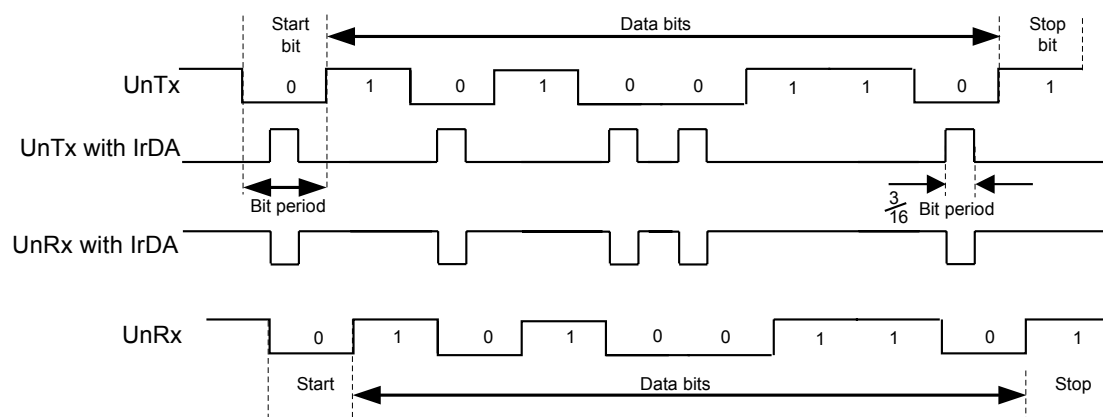 Start
bit
Data bits
Stop
bit
UnTx
0 1 0 1 0 0 1 1 0 1
UnTx with IrDA
Bit period
3/16 Bit period
UnRx with IrDA
UnRx
0 1 0 1 0 0 1 1 0 1
Start
Data bits
Stop